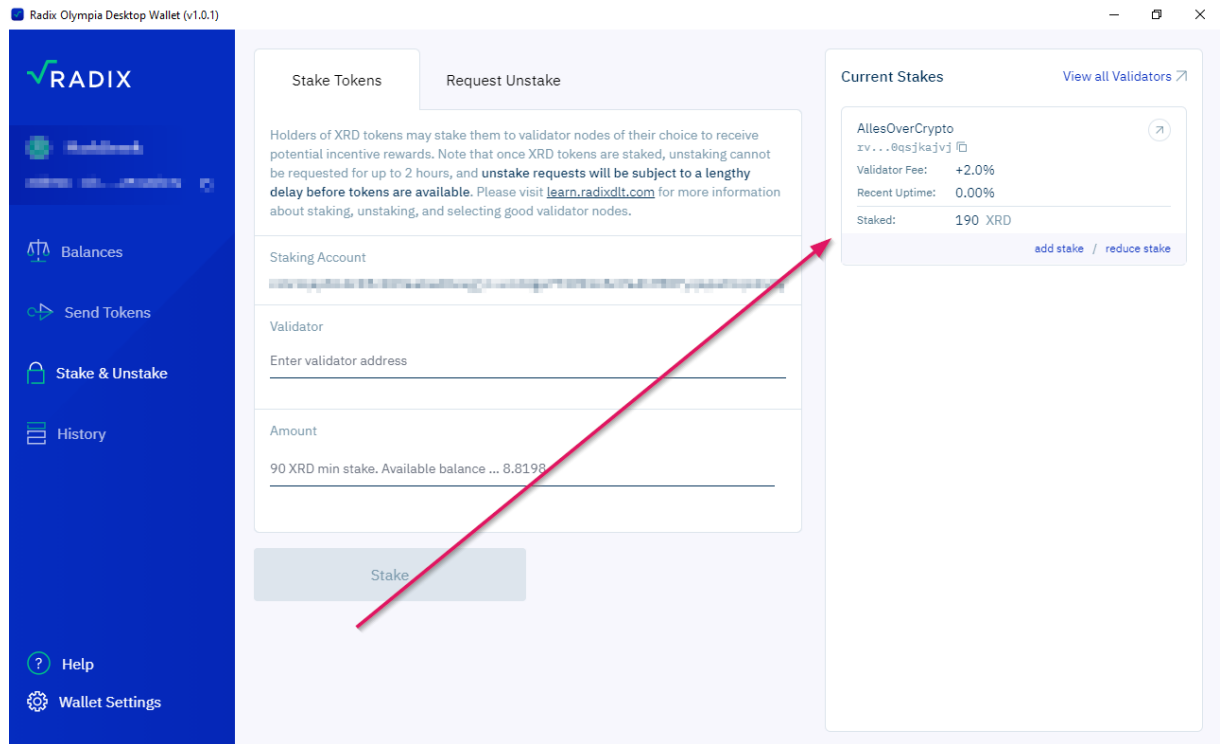 Radix Olympia Desktop Wallet (v1.0.1)
RADIX
Balances
Send Tokens
Stake & Unstake
History
? Help
Wallet Settings
Stake Tokens
Request Unstake
Holders of XRD tokens may stake them to validator nodes of their choice to receive
potential incentive rewards. Note that once XRD tokens are staked, unstaking cannot
be requested for up to 2 hours, and unstake requests will be subject to a lengthy
delay before tokens are available. Please visit learn.radixdlt.com for more information
about staking, unstaking, and selecting good validator nodes.
Staking Account
Validator
Enter validator address
Amount
90 XRD min stake. Available balance ... 8.8198
Stake
Current Stakes
View all Validators
AllesOverCrypto
rv...0qsjkajvj
Validator Fee: +2.0%
Recent Uptime: 0.00%
Staked: 190 XRD
add stake / reduce stake